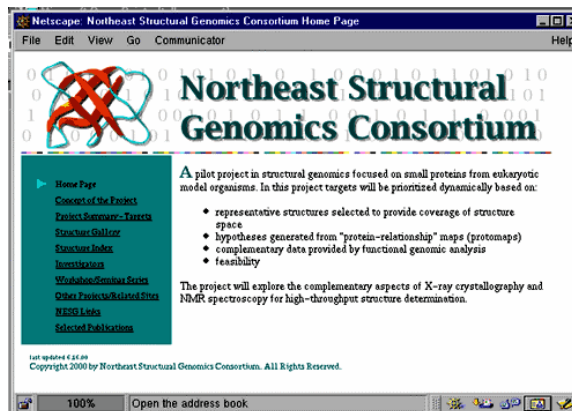 Netscape: Northeast Structural Genomics Consortium Home Page
File Edit View Go Communicator Help
Northeast Structural
Genomics Consortium
Home Page
Concept of the Project
Project Summary - Targets
Structure Gallery
Structure Index
Investigators
Workshop/Seminar Series
Other Projects/Related Sites
NESG Links
Selected Publications
A pilot project in structural genomics focused on small proteins from eukaryotic
model organisms. In this project targets will be prioritized dynamically based on:
representative structures selected to provide coverage of structure
space
hypotheses generated from "protein-relationship" maps (protomaps)
complementary data provided by functional genomic analysis
feasibility
The project will explore the complementary aspects of X-ray crystallography and
NMR spectroscopy for high-throughput structure determination.
last updated 6.26.00
Copyright 2000 by Northeast Structural Genomics Consortium. All Rights Reserved.
100% Open the address book